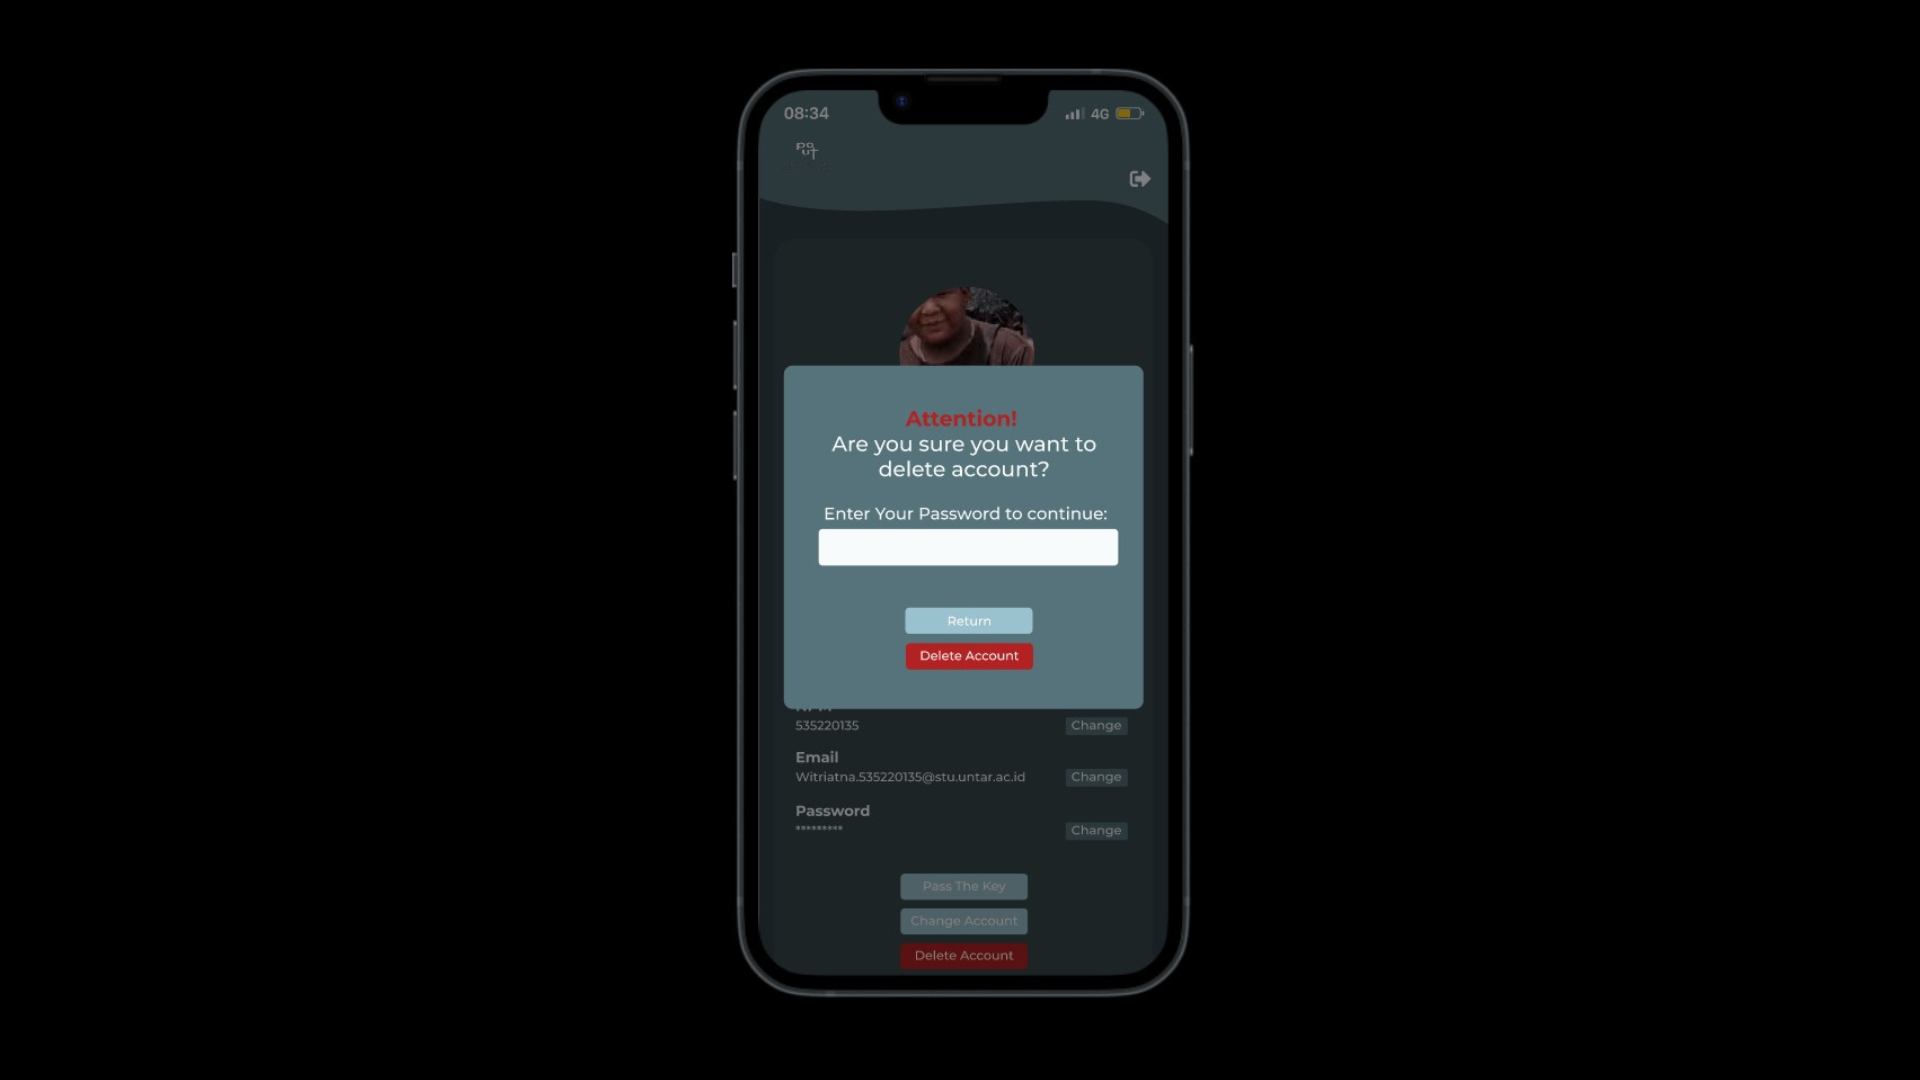 08:34
4G
Attention!
Are you sure you want to
delete account?
Enter Your Password to continue:
Return
Delete Account
535220135
Change
Email
Witriatna.535220135@stu.untar.ac.id
Change
Password
*********
Change
Pass The Key
Change Account
Delete Account